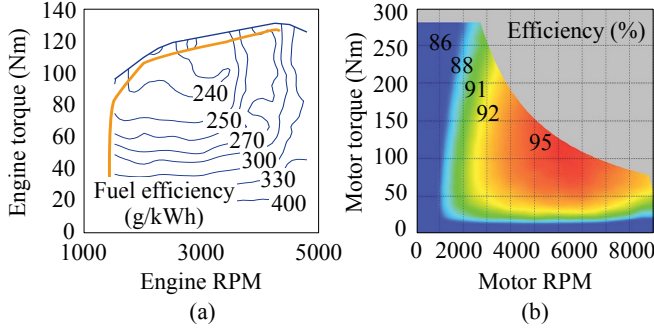 140
120
100
80
60
40
20
0
Engine torque (Nm)
240
250
270
300
330
400
Fuel efficiency
(g/kWh)
1000
3000
5000
Engine RPM
(a)
300
250
200
150
100
50
0
Motor torque (Nm)
Efficiency (%)
86
88
91
92
95
0 2000 4000 6000 8000
Motor RPM
(b)